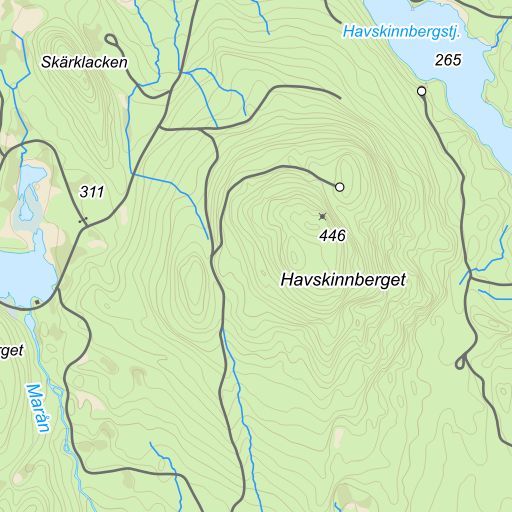 Havskinnbergstj.
265
Skärklacken
311
446
Havskinnberget
rget
Marån